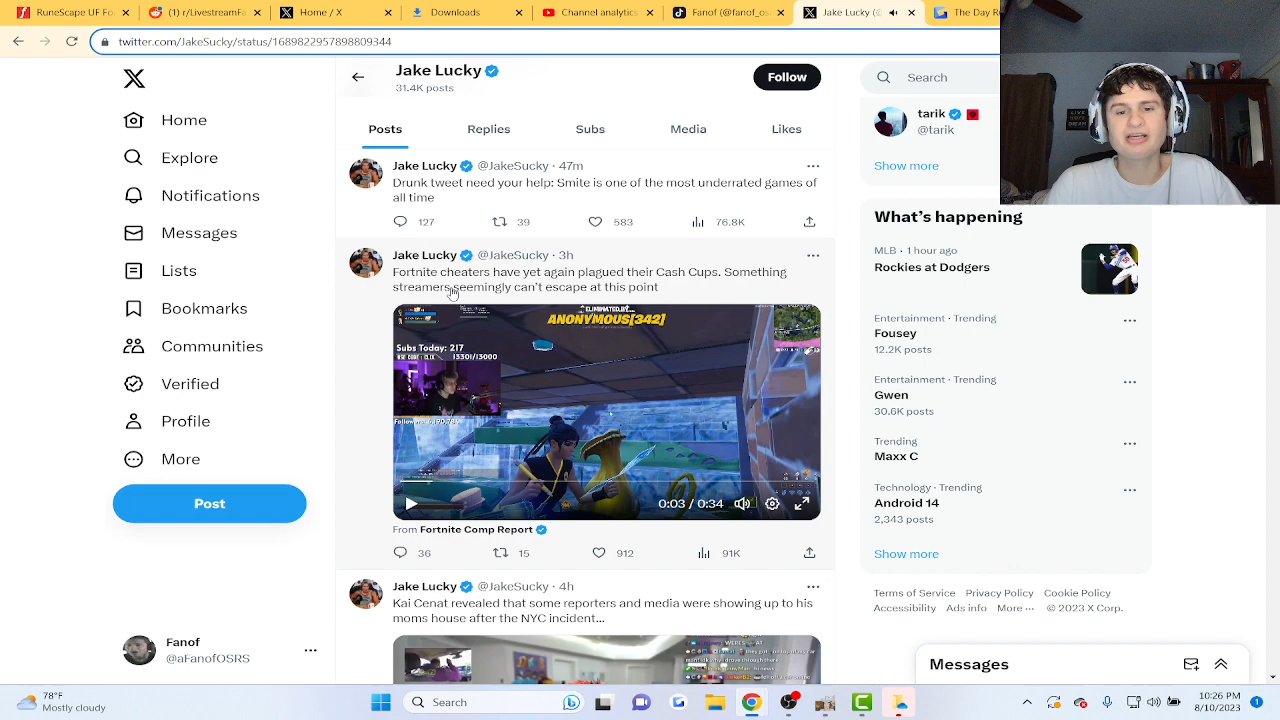 RuneScape UF Fo
(9) r/LivestreamFa
Home / X
Downloads
Channel analytics
Fanof (@fanof_os
Jake Lucky (@
The Day R
twitter.com/JakeSucky/status/1689822957898809344
Jake Lucky
31.4K posts
Follow
Search
Home
Explore
Notifications
Messages
Lists
Bookmarks
Communities
Verified
Profile
More
Post
Fanof
@aFanofOSRS
Posts
Replies
Subs
Media
Likes
Jake Lucky @JakeSucky · 47m
Drunk tweet need your help: Smite is one of the most underrated games of
all time
127
39
583
76.8K
Jake Lucky @JakeSucky · 3h
Fortnite cheaters have yet again plagued their Cash Cups. Something
streamers seemingly can't escape at this point
ELIMINATED BY...
ANONYMOUS[342]
Subs Today: 217
0:03 / 0:34
From Fortnite Comp Report
36
15
912
91K
Jake Lucky @JakeSucky · 4h
Kai Cenat revealed that some reporters and media were showing up to his
moms house after the NYC incident...
tarik
@tarik
Show more
What's happening
MLB · 1 hour ago
Rockies at Dodgers
Entertainment · Trending
Fousey
12.2K posts
Entertainment · Trending
Gwen
30.6K posts
Trending
Maxx C
Technology · Trending
Android 14
2,343 posts
Show more
Terms of Service Privacy Policy Cookie Policy
Accessibility Ads info More ··· © 2023 X Corp.
Messages
LIVE
DREAM
78°F
Mostly cloudy
Search
10:26 PM
8/10/2023
1